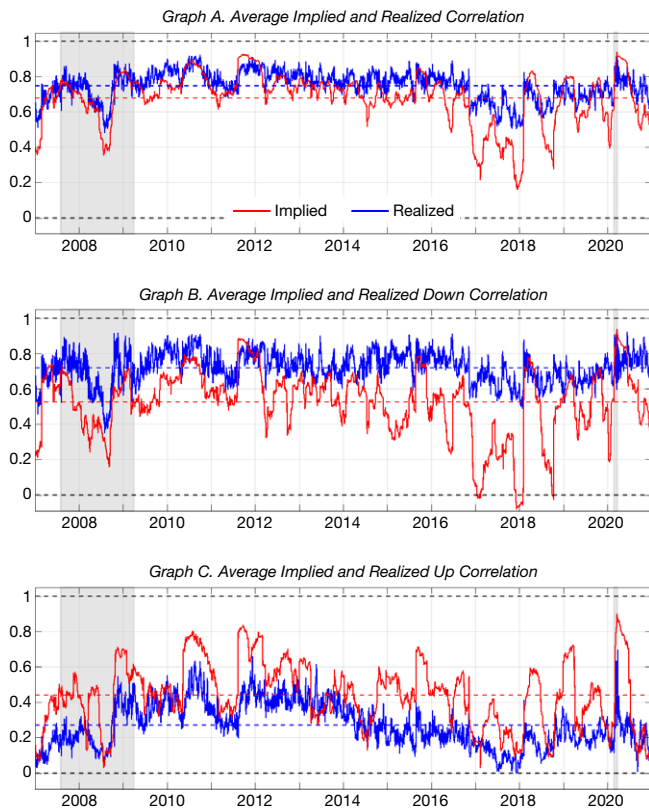 Graph A. Average Implied and Realized Correlation
1
0.8
0.6
0.4
0.2
0
Implied Realized
2008 2010 2012 2014 2016 2018 2020
Graph B. Average Implied and Realized Down Correlation
1
0.8
0.6
0.4
0.2
0
2008 2010 2012 2014 2016 2018 2020
Graph C. Average Implied and Realized Up Correlation
1
0.8
0.6
0.4
0.2
0
2008 2010 2012 2014 2016 2018 2020